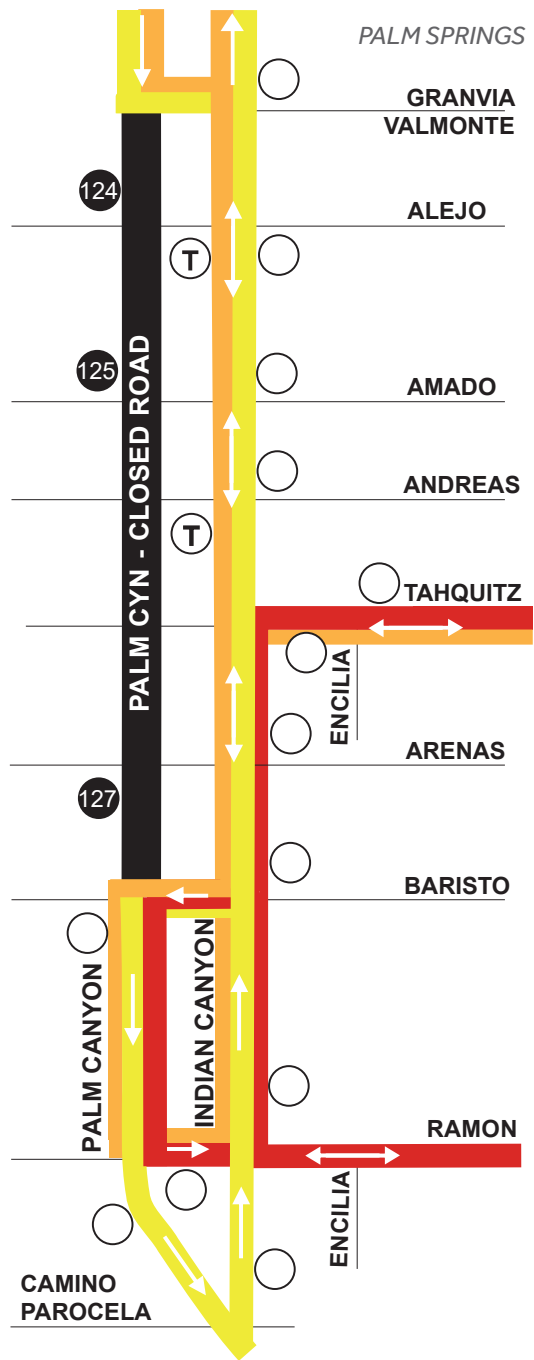 PALM SPRINGS
GRANVIA
VALMONTE
124
ALEJO
T
125
AMADO
PALM CYN - CLOSED ROAD
ANDREAS
T
TAHQUITZ
ENCILIA
ARENAS
127
BARISTO
PALM CANYON
INDIAN CANYON
RAMON
ENCILIA
CAMINO
PAROCELA